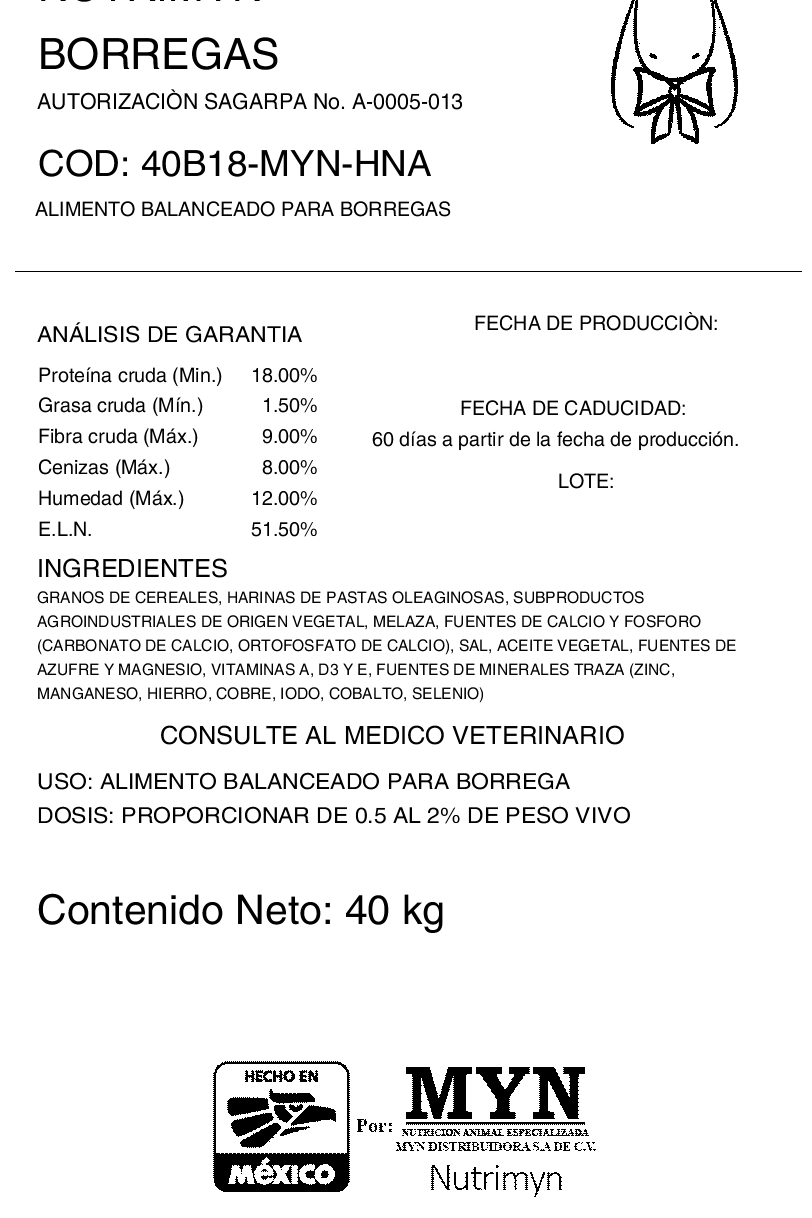 BORREGAS
AUTORIZACIÒN SAGARPA No. A-0005-013
COD: 40B18-MYN-HNA
ALIMENTO BALANCEADO PARA BORREGAS
ANÁLISIS DE GARANTIA
Proteína cruda (Min.) 18.00%
Grasa cruda (Mín.) 1.50%
Fibra cruda (Máx.) 9.00%
Cenizas (Máx.) 8.00%
Humedad (Máx.) 12.00%
E.L.N. 51.50%
FECHA DE PRODUCCIÒN:
FECHA DE CADUCIDAD:
60 días a partir de la fecha de producción.
LOTE:
INGREDIENTES
GRANOS DE CEREALES, HARINAS DE PASTAS OLEAGINOSAS, SUBPRODUCTOS
AGROINDUSTRIALES DE ORIGEN VEGETAL, MELAZA, FUENTES DE CALCIO Y FOSFORO
(CARBONATO DE CALCIO, ORTOFOSFATO DE CALCIO), SAL, ACEITE VEGETAL, FUENTES DE
AZUFRE Y MAGNESIO, VITAMINAS A, D3 Y E, FUENTES DE MINERALES TRAZA (ZINC,
MANGANESO, HIERRO, COBRE, IODO, COBALTO, SELENIO)
CONSULTE AL MEDICO VETERINARIO
USO: ALIMENTO BALANCEADO PARA BORREGA
DOSIS: PROPORCIONAR DE 0.5 AL 2% DE PESO VIVO
Contenido Neto: 40 kg
HECHO EN
MéXICO
Por:
MYN
NUTRICION ANIMAL ESPECIALIZADA
MYN DISTRIBUIDORA S.A DE C.V.
Nutrimyn